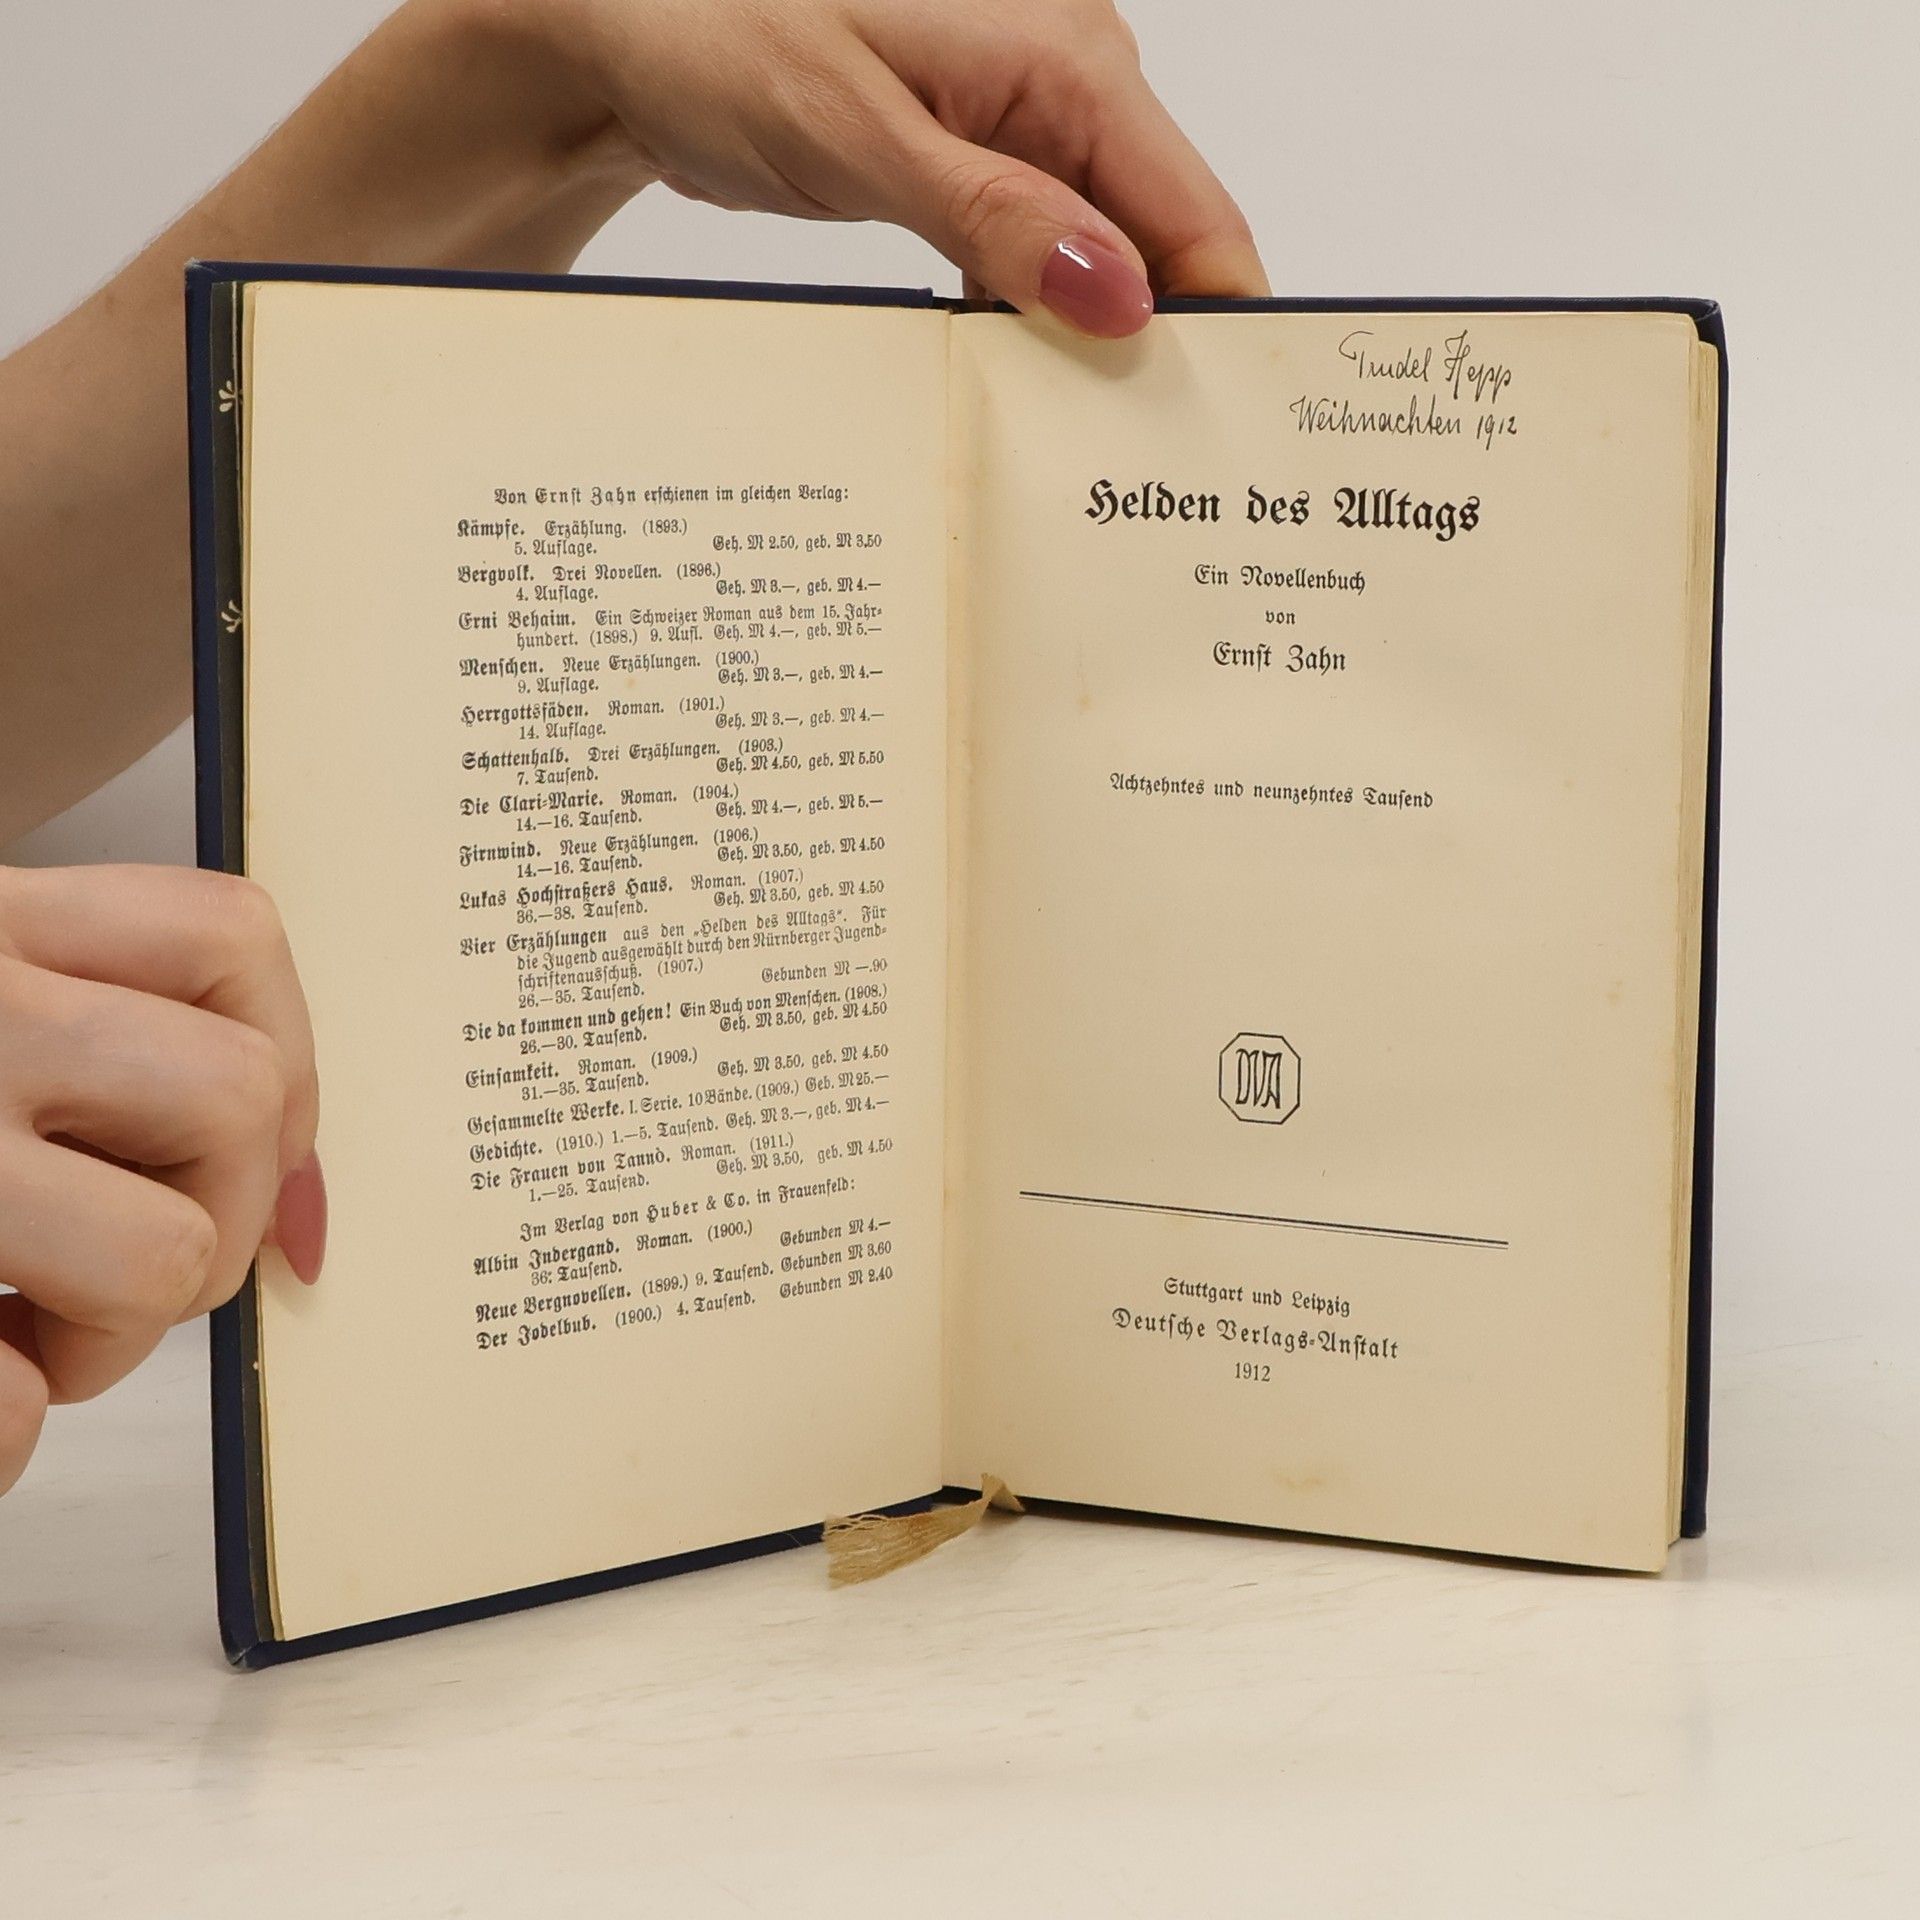 Von Ernst Zahn erschienen im gleichen Verlag:
Kämpfe. Erzählung. (1893.)
5. Auflage. Geh. M 2.50, geb. M 3.50
Bergvolk. Drei Novellen. (1896.)
4. Auflage. Geh. M 3.—, geb. M 4.—
Erni Behaim. Ein Schweizer Roman aus dem 15. Jahr-
hundert. (1898.) 9. Aufl. Geh. M 4.—, geb. M 5.—
Menschen. Neue Erzählungen. (1900.)
9. Auflage. Geh. M 3.—, geb. M 4.—
Herrgottsfäden. Roman. (1901.)
14. Auflage. Geh. M 3.—, geb. M 4.—
Schattenhalb. Drei Erzählungen. (1903.)
7. Tausend. Geh. M 4.50, geb. M 5.50
Die Clari-Marie. Roman. (1904.)
14.—16. Tausend. Geh. M 4.—, geb. M 5.—
Firnwind. Neue Erzählungen. (1906.)
14.—16. Tausend. Geh. M 3.50, geb. M 4.50
Lukas Hochstraßers Haus. Roman. (1907.)
36.—38. Tausend. Geh. M 3.50, geb. M 4.50
Vier Erzählungen aus den „Helden des Alltags“. Für
die Jugend ausgewählt durch den Nürnberger Jugend-
schriftenausschuß. (1907.)
26.—35. Tausend. Gebunden M —.90
Die da kommen und gehen! Ein Buch von Menschen. (1908.)
26.—30. Tausend. Geh. M 3.50, geb. M 4.50
Einsamkeit. Roman. (1909.)
31.—35. Tausend. Geh. M 3.50, geb. M 4.50
Gesammelte Werke. I. Serie. 10 Bände. (1909.) Geb. M 25.—
Gedichte. (1910.) 1.—5. Tausend. Geh. M 3.—, geb. M 4.—
Die Frauen von Tannò. Roman. (1911.)
1.—25. Tausend. Geh. M 3.50, geb. M 4.50
Im Verlag von Huber & Co. in Frauenfeld:
Albin Indergand. Roman. (1900.)
36. Tausend. Gebunden M 4.—
Neue Bergnovellen. (1899.) 9. Tausend. Gebunden M 3.60
Der Jodelbub. (1900.) 4. Tausend. Gebunden M 2.40
Trudel Hepp
Weihnachten 1912
Helden des Alltags
Ein Novellenbuch
von
Ernst Zahn
Achtzehntes und neunzehntes Tausend
DVA
Stuttgart und Leipzig
Deutsche Verlags-Anstalt
1912